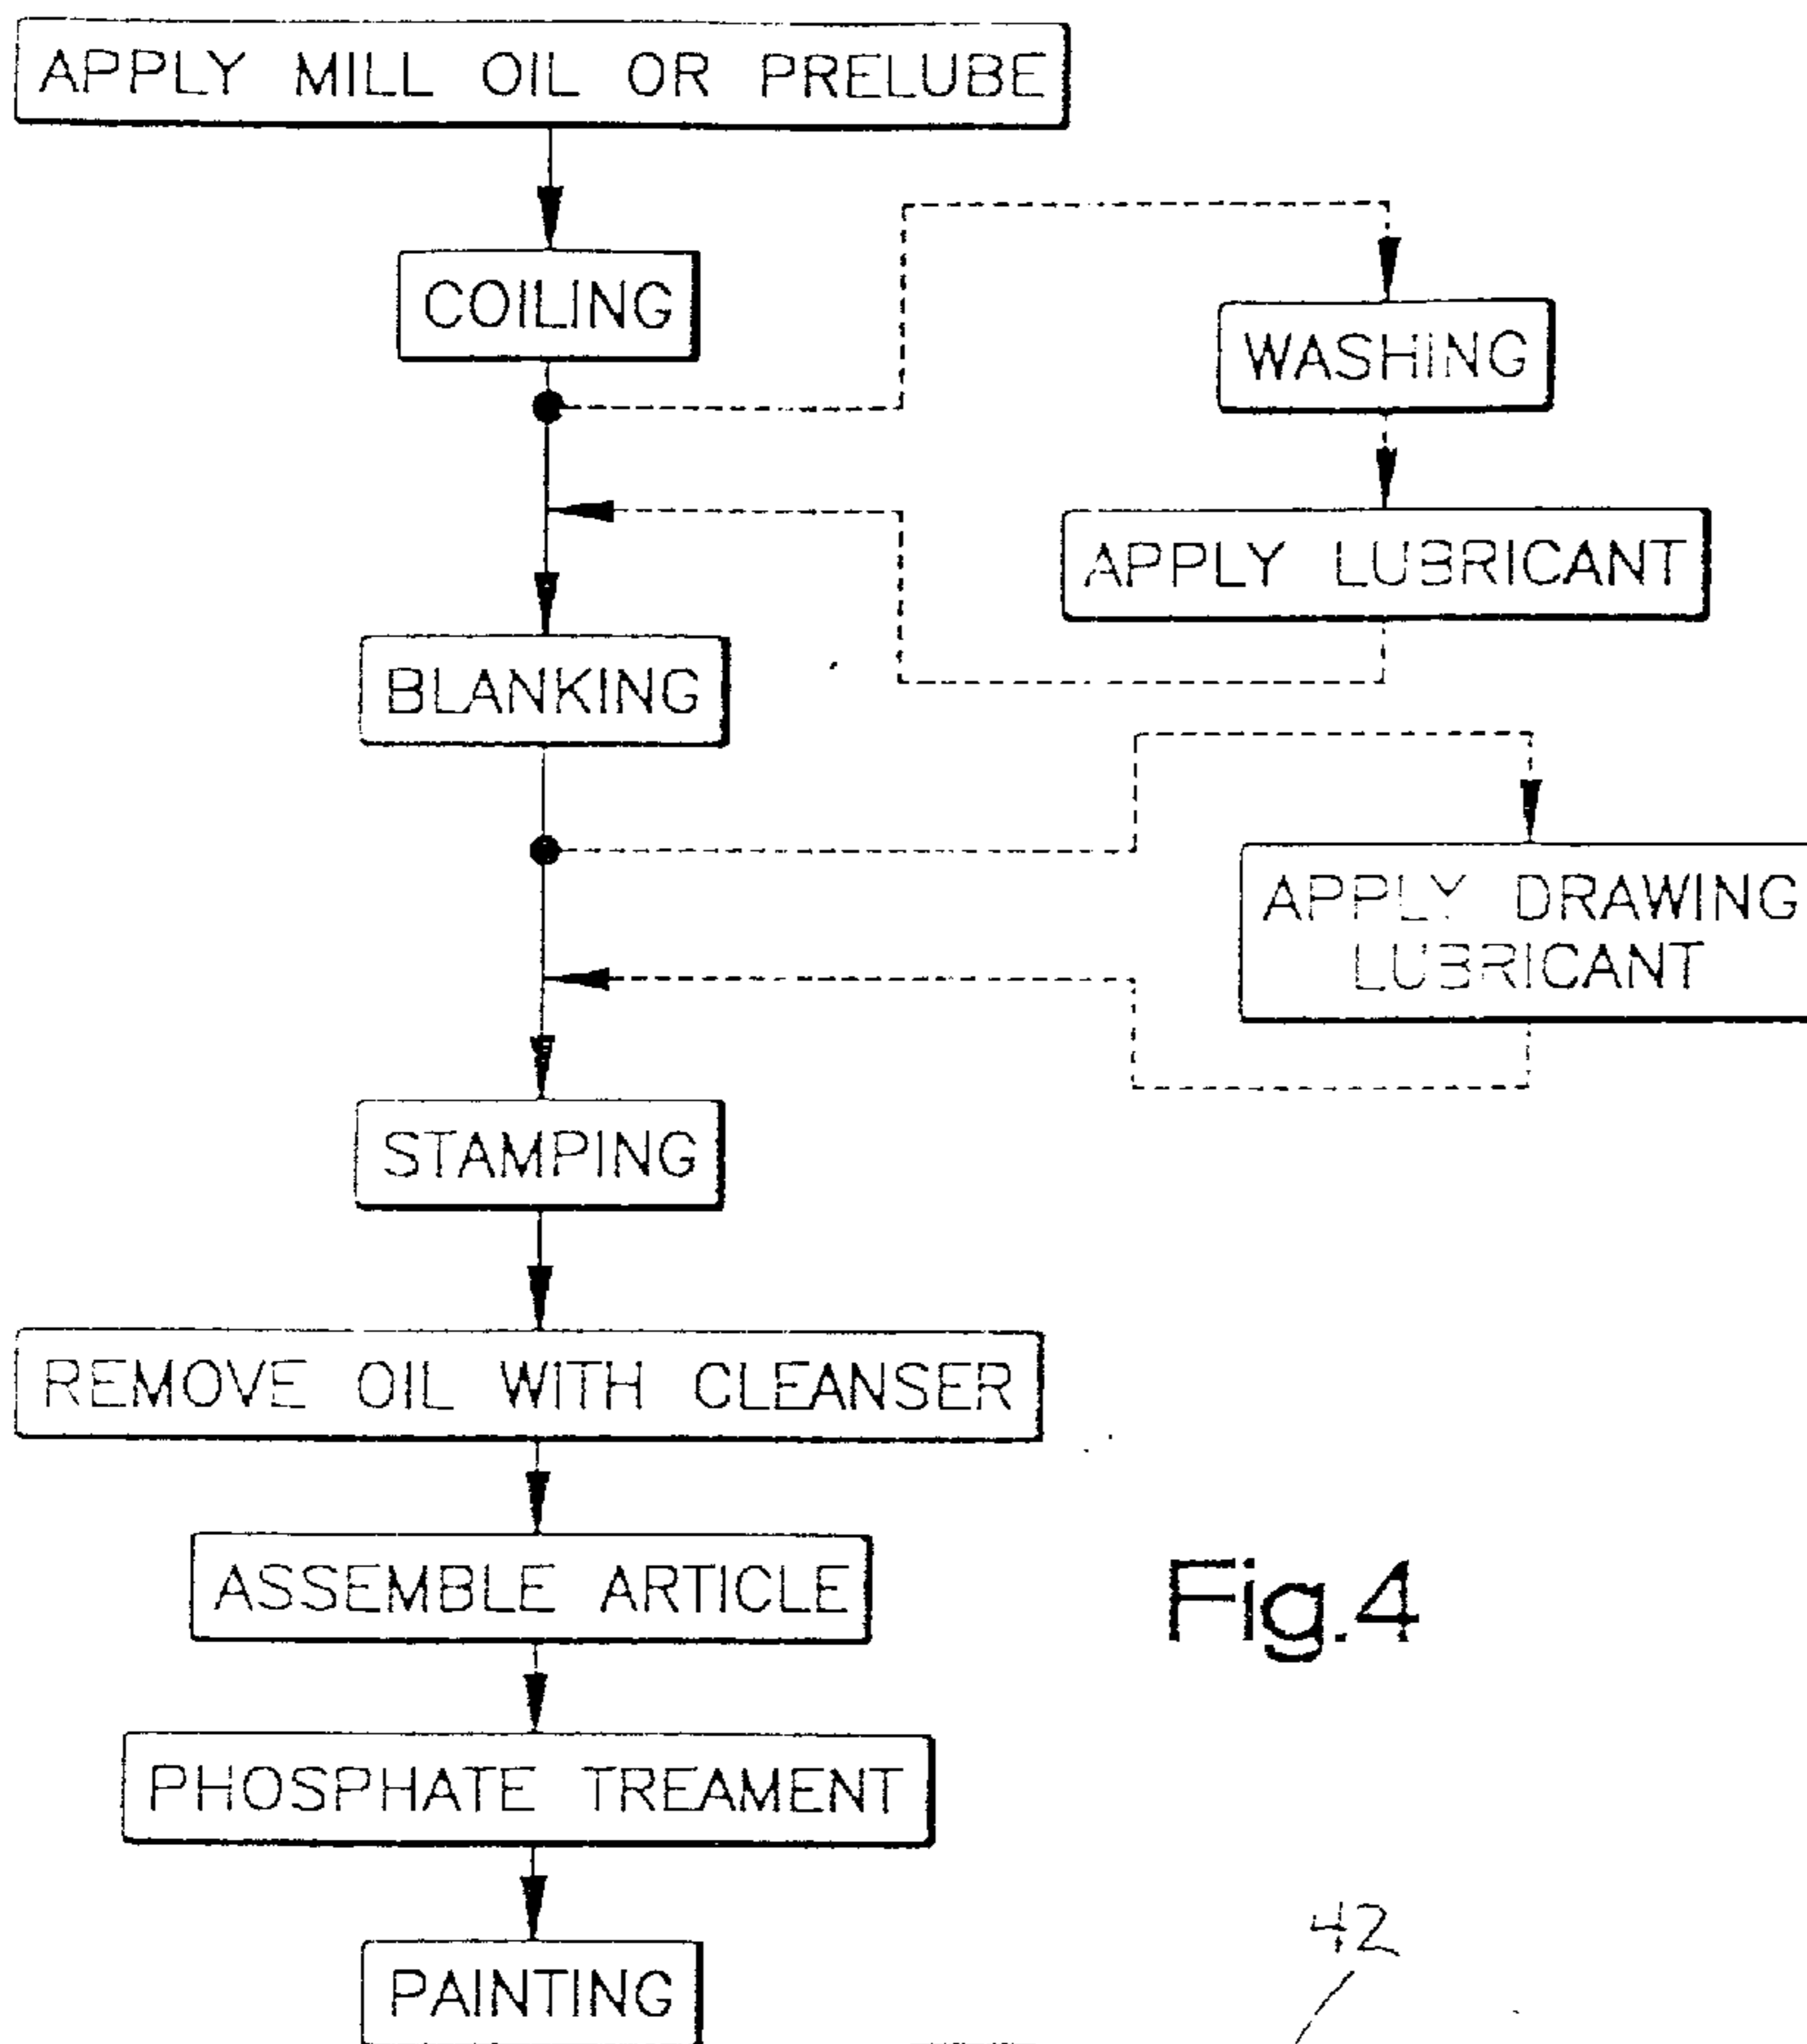 APPLY MILL OIL OR PRELUBE
COILING
WASHING
APPLY LUBRICANT
BLANKING
APPLY DRAWING
LUBRICANT
STAMPING
REMOVE OIL WITH CLEANSER
ASSEMBLE ARTICLE
Fig.4
PHOSPHATE TREAMENT
42
PAINTING